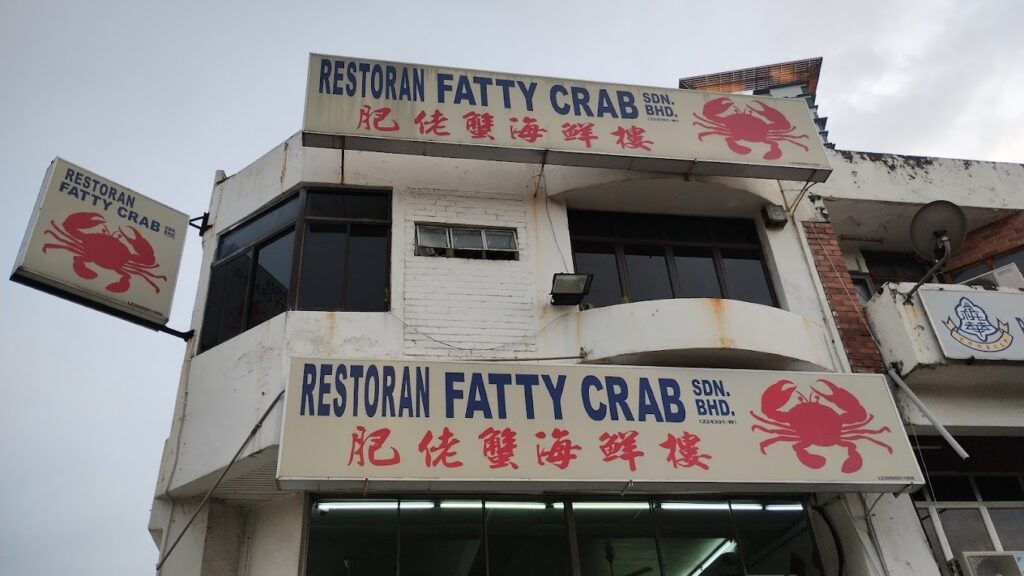 RESTORAN FATTY CRAB SDN. BHD.
(224391-W)
肥佬蟹海鮮樓
RESTORAN
FATTY CRAB SDN. BHD.
RESTORAN FATTY CRAB SDN. BHD.
(224391-W)
肥佬蟹海鮮樓